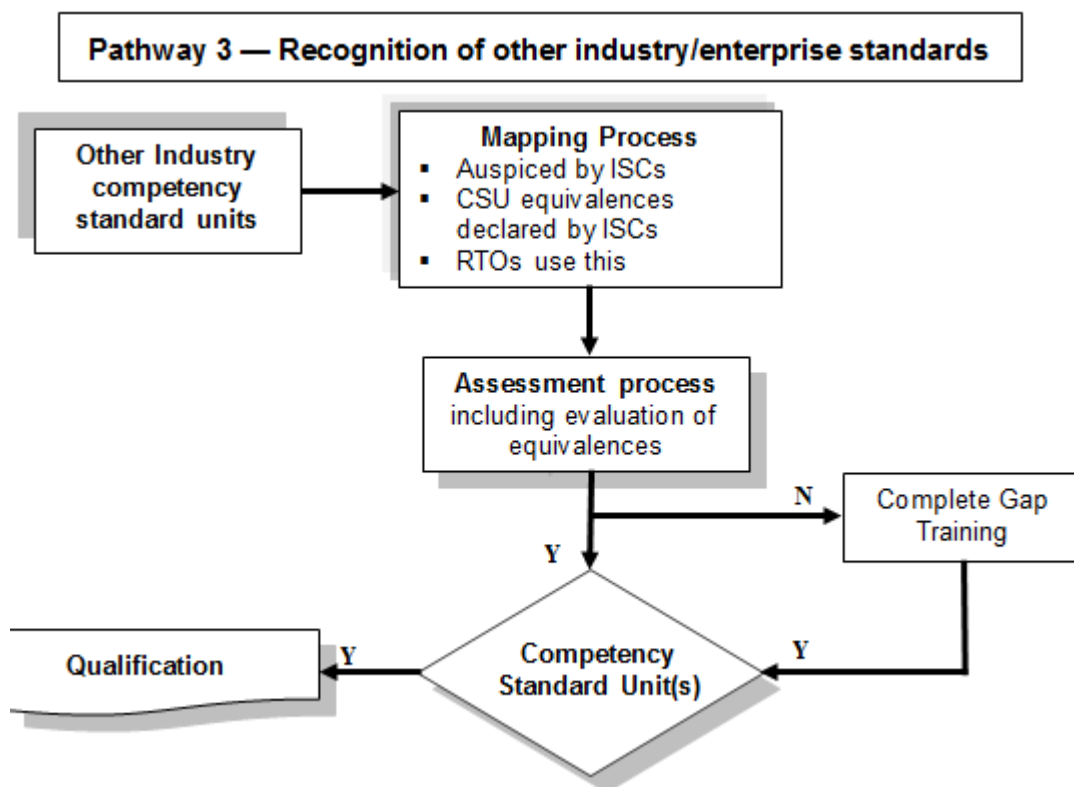 Pathway 3 — Recognition of other industry/enterprise standards
Other Industry
competency
standard units
Mapping Process
▪ Auspiced by ISCs
▪ CSU equivalences
declared by ISCs
▪ RTOs use this
Assessment process
including evaluation of
equivalences
N
Complete Gap
Training
Y
Competency
Standard Unit(s)
Y
Y
Qualification